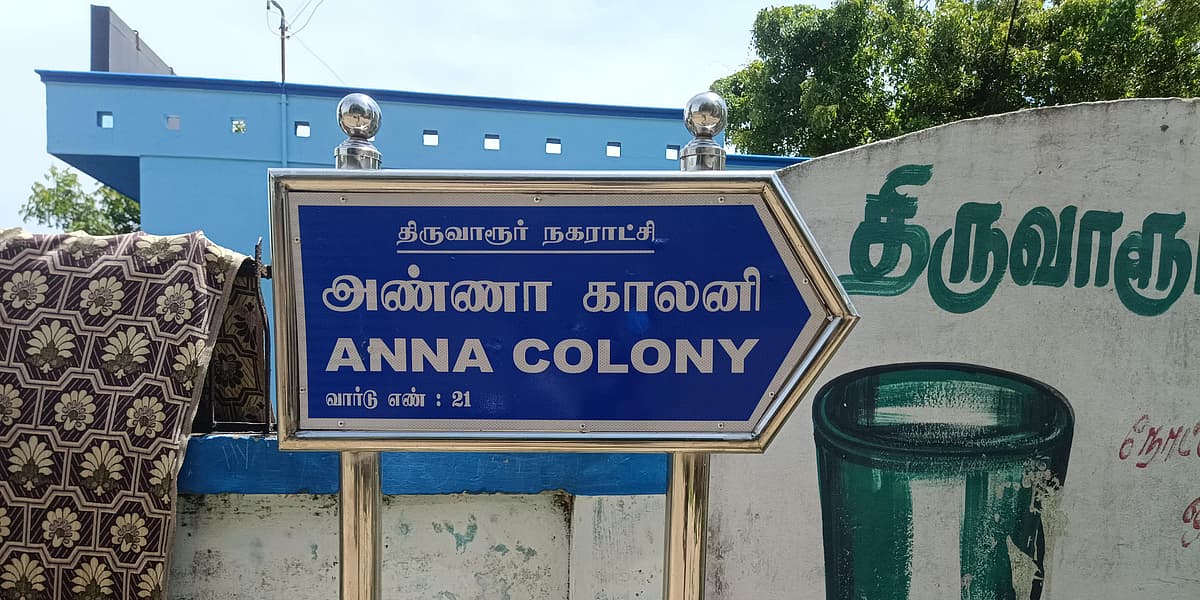 திருவாரூர் நகராட்சி
அண்ணா காலனி
ANNA COLONY
வார்டு எண் : 21
திருவாரூ